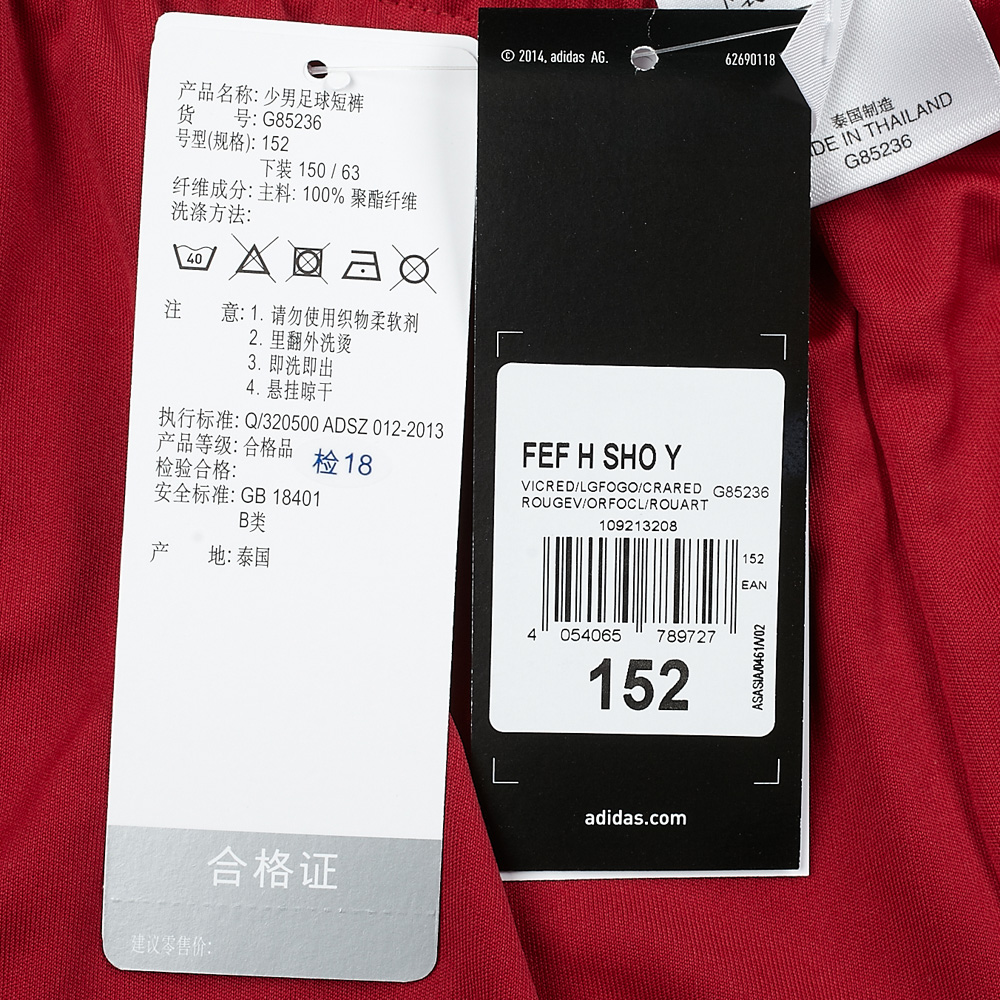 产品名称: 少男足球短裤
货 号: G85236
号型(规格): 152
下装 150 / 63
纤维成分: 主料: 100% 聚酯纤维
洗涤方法:
40
注 意: 1. 请勿使用织物柔软剂
2. 里翻外洗烫
3. 即洗即出
4. 悬挂晾干
执行标准: Q/320500 ADSZ 012-2013
产品等级: 合格品
检验合格: 检18
安全标准: GB 18401
B类
产 地: 泰国
合格证
建议零售价:
© 2014, adidas AG. 62690118
FEF H SHO Y
VICRED/LGFOGO/CRARED G85236
ROUGEV/ORFOCL/ROUART
109213208
152
EAN
4 054065 789727
152
ASASIA/0461/V02
adidas.com
泰国制造
DE IN THAILAND
G85236